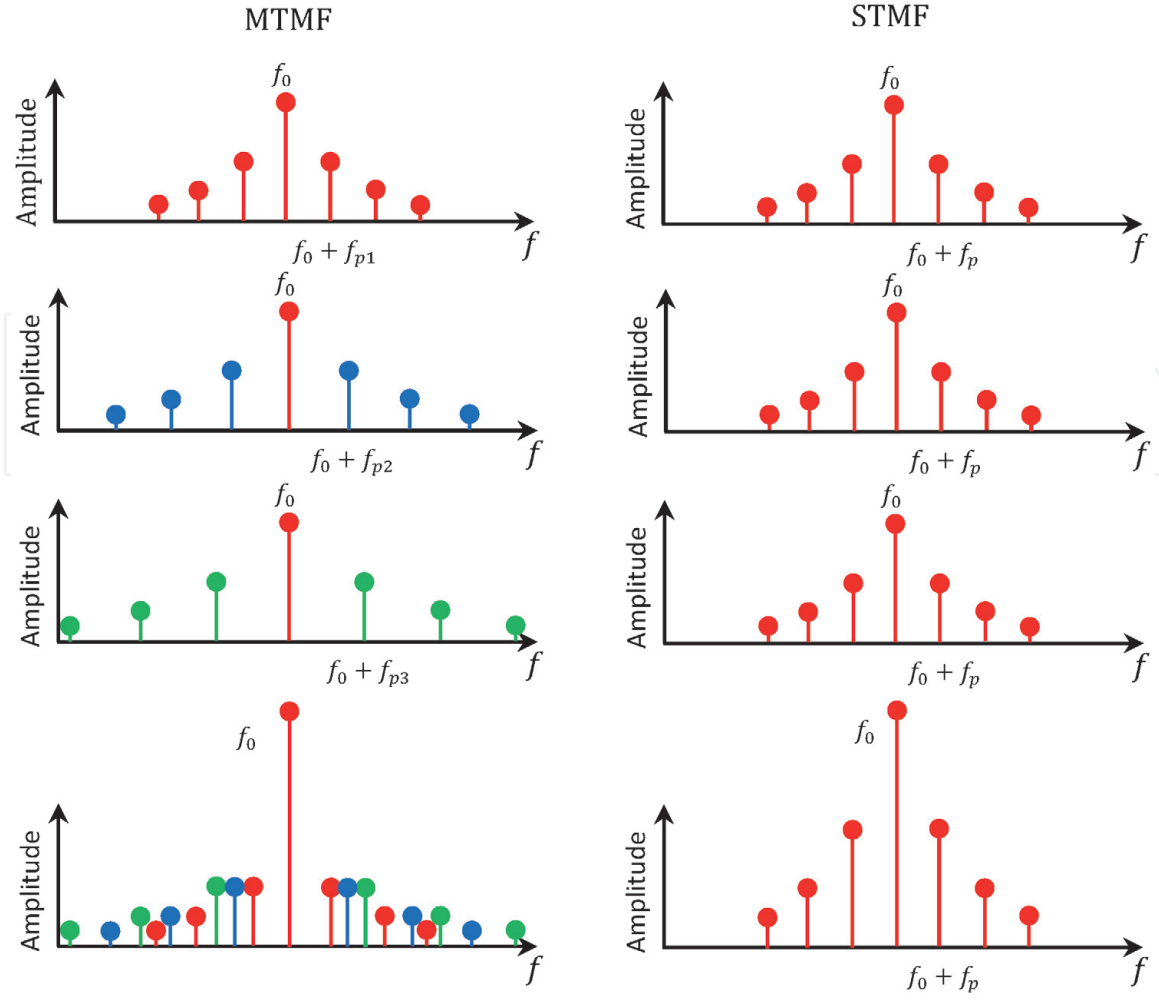 MTMF
STMF
f₀
f₀
Amplitude
Amplitude
f₀ + fₚ₁
f
f₀ + fₚ
f
f₀
f₀
Amplitude
Amplitude
f₀ + fₚ₂
f
f₀ + fₚ
f
f₀
f₀
Amplitude
Amplitude
f₀ + fₚ₃
f
f₀ + fₚ
f
f₀
f₀
Amplitude
Amplitude
f
f₀ + fₚ
f